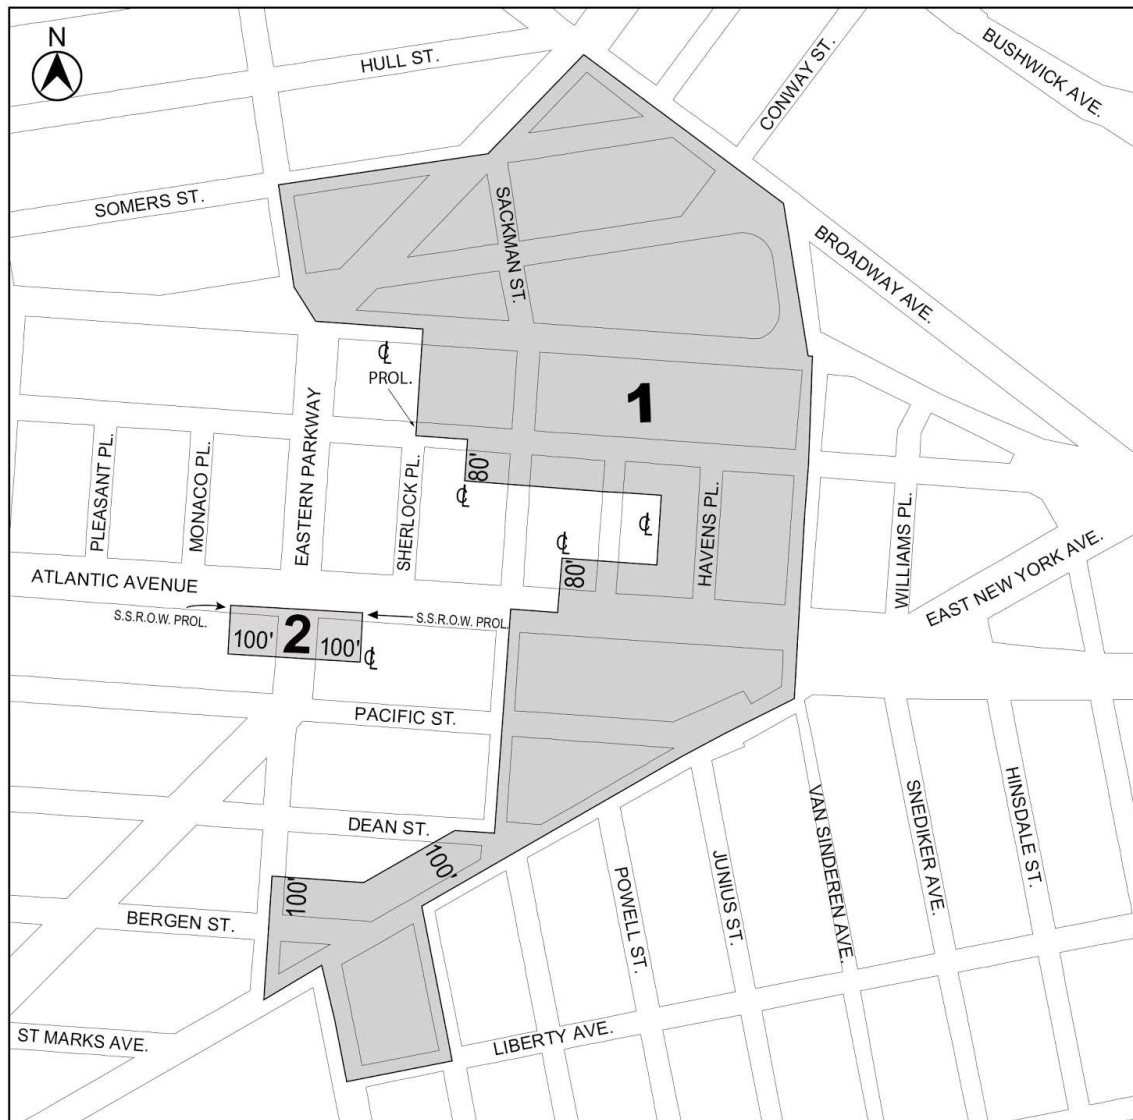 N
HULL ST.
CONWAY ST.
BUSHWICK AVE.
SOMERS ST.
SACKMAN ST.
BROADWAY AVE.
℄
PROL.
1
PLEASANT PL.
MONACO PL.
EASTERN PARKWAY
SHERLOCK PL.
80'
℄
℄
℄
HAVENS PL.
WILLIAMS PL.
EAST NEW YORK AVE.
80'
ATLANTIC AVENUE
S.S.R.O.W. PROL.
S.S.R.O.W. PROL.
100'
2
100'
℄
PACIFIC ST.
DEAN ST.
100'
100'
BERGEN ST.
POWELL ST.
JUNIUS ST.
VAN SINDEREN AVE.
SNEDIKER AVE.
HINSDALE ST.
ST MARKS AVE.
LIBERTY AVE.